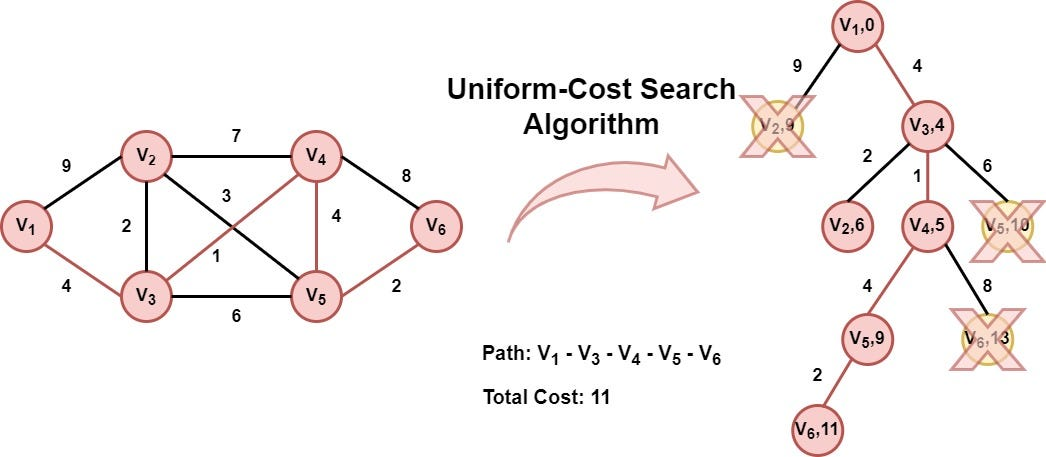 V1,0
9
4
Uniform-Cost Search
Algorithm
V2,9
V3,4
9
V2
7
V4
8
2
1
6
V1
2
3
1
4
V6
V2,6
V4,5
V5,10
4
V3
6
V5
2
4
8
V5,9
V6,13
Path: V1 - V3 - V4 - V5 - V6
2
Total Cost: 11
V6,11